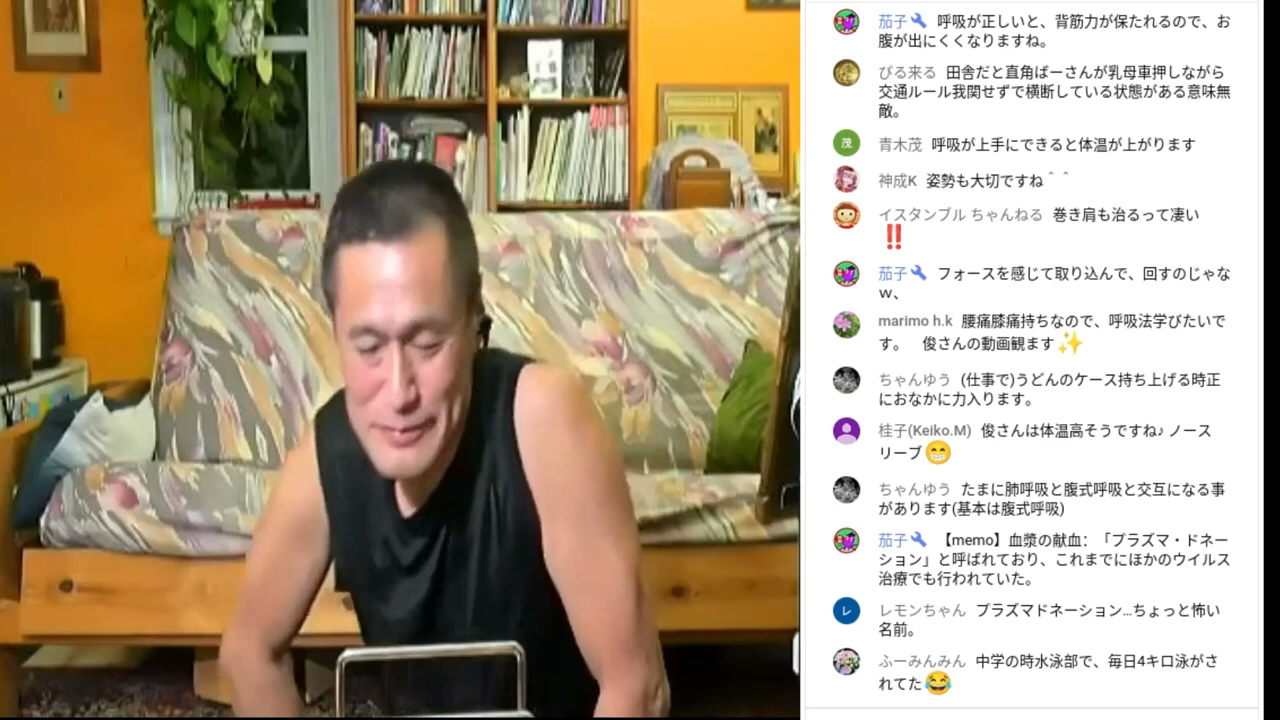 茄子 呼吸が正しいと、背筋力が保たれるので、お
腹が出にくくなりますね。
ぴる来る 田舎だと直角ばーさんが乳母車押しながら
交通ルール我関せずで横断している状態がある意味無
敵。
茂
青木茂 呼吸が上手にできると体温が上がります
神成K 姿勢も大切ですね＾＾
イスタンブル ちゃんねる 巻き肩も治るって凄い
‼️
茄子 フォースを感じて取り込んで、回すのじゃな
w、
marimo h.k 腰痛膝痛持ちなので、呼吸法学びたいで
す。 俊さんの動画観ます✨
ちゃんゆう (仕事で)うどんのケース持ち上げる時正
におなかに力入ります。
桂子(Keiko.M) 俊さんは体温高そうですね♪ ノース
リーブ😁
ちゃんゆう たまに肺呼吸と腹式呼吸と交互になる事
があります(基本は腹式呼吸)
茄子 【memo】血漿の献血：「プラズマ・ドネー
ション」と呼ばれており、これまでにほかのウイルス
治療でも行われていた。
レ
レモンちゃん プラズマドネーション…ちょっと怖い
名前。
ふーみんみん 中学の時水泳部で、毎日4キロ泳がさ
れてた😂